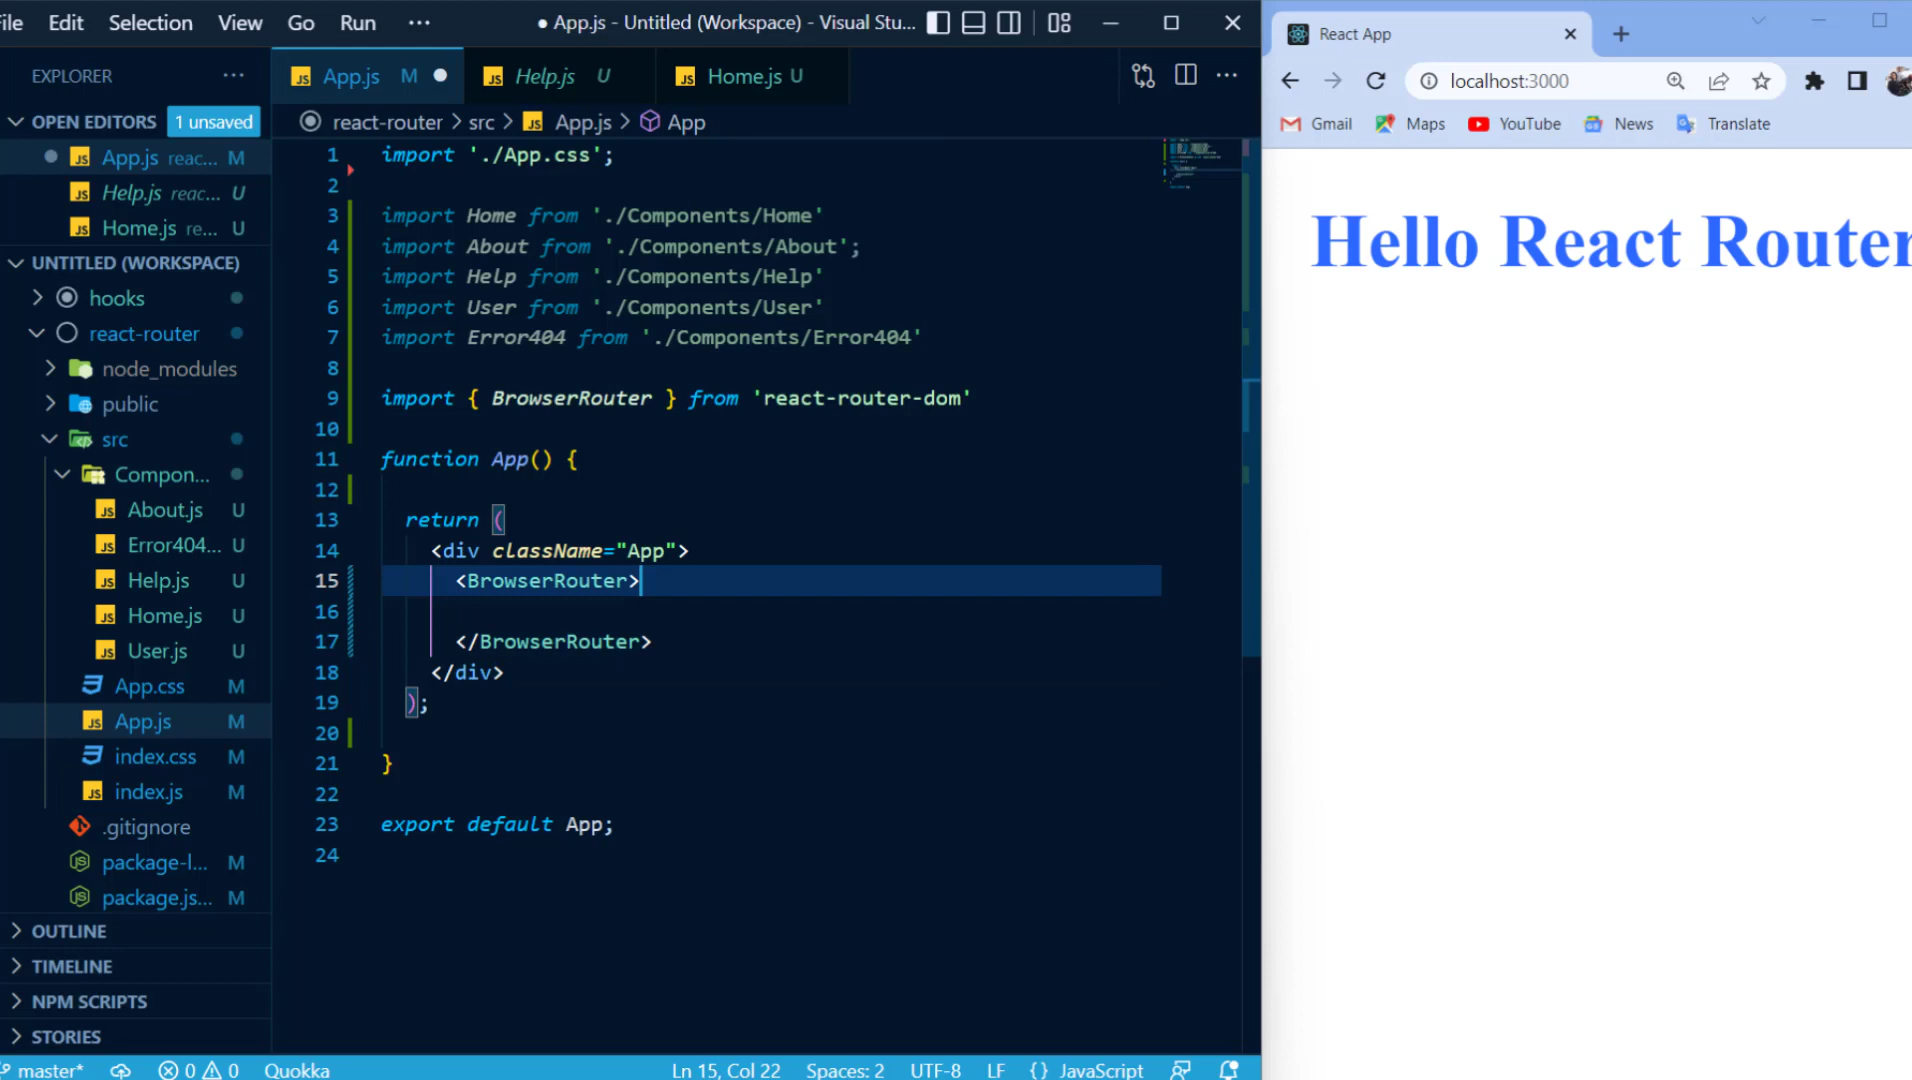 File Edit Selection View Go Run ··· ● App.js - Untitled (Workspace) - Visual Stu...
EXPLORER ···
OPEN EDITORS 1 unsaved
App.js reac... M
Help.js reac... U
Home.js re... U
UNTITLED (WORKSPACE)
hooks
react-router
node_modules
public
src
Compon...
About.js U
Error404... U
Help.js U
Home.js U
User.js U
App.css M
App.js M
index.css M
index.js M
.gitignore
package-l... M
package.js... M
OUTLINE
TIMELINE
NPM SCRIPTS
STORIES
JS App.js M ● JS Help.js U JS Home.js U
react-router > src > JS App.js > App
1 import './App.css';
2
3 import Home from './Components/Home'
4 import About from './Components/About';
5 import Help from './Components/Help'
6 import User from './Components/User'
7 import Error404 from './Components/Error404'
8
9 import { BrowserRouter } from 'react-router-dom'
10
11 function App() {
12
13 return (
14 <div className="App">
15 <BrowserRouter>
16
17 </BrowserRouter>
18 </div>
19 );
20
21 }
22
23 export default App;
24
master* 0 0 Quokka Ln 15, Col 22 Spaces: 2 UTF-8 LF {} JavaScript
React App
localhost:3000
Gmail Maps YouTube News Translate
Hello React Router